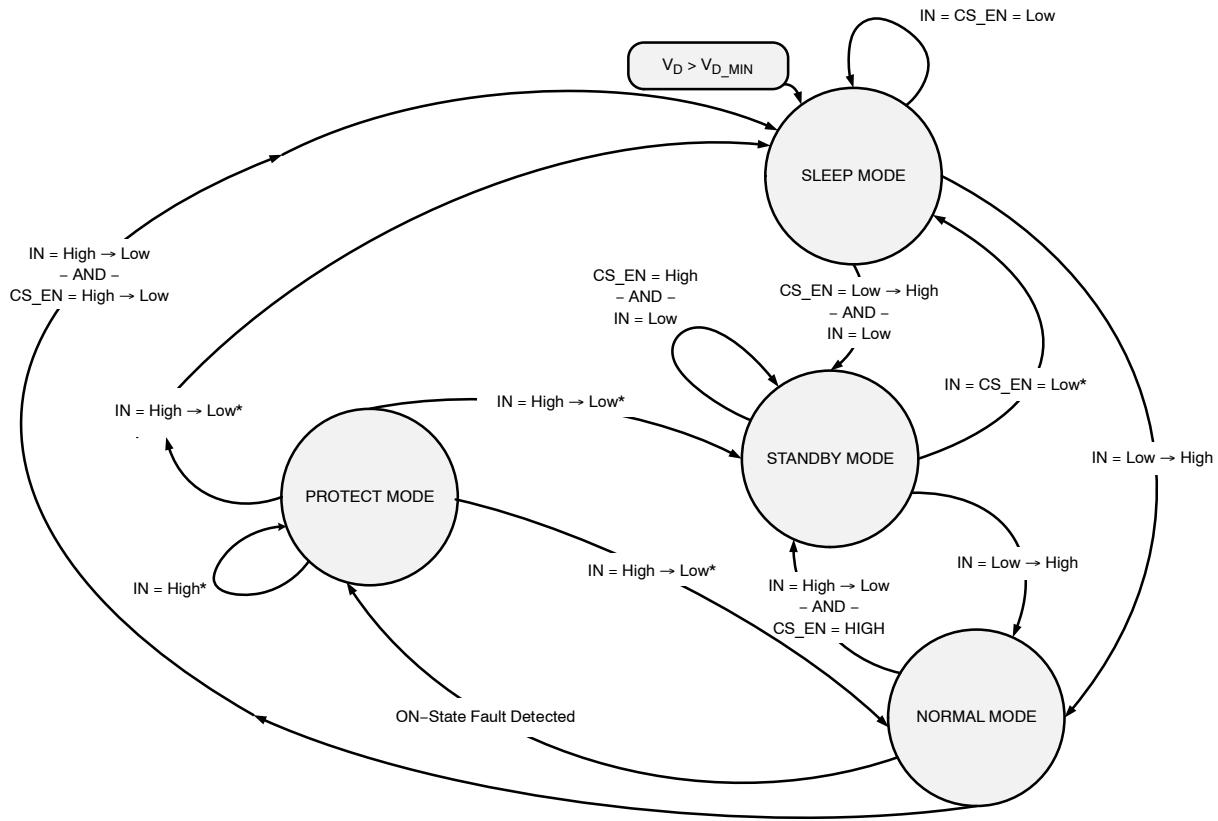 IN = CS_EN = Low
V_D > V_D_MIN
SLEEP MODE
IN = High → Low
– AND –
CS_EN = High → Low
CS_EN = High
– AND –
IN = Low
CS_EN = Low → High
– AND –
IN = Low
IN = CS_EN = Low*
IN = High → Low*
IN = High → Low*
IN = Low → High
STANDBY MODE
PROTECT MODE
IN = High*
IN = High → Low*
IN = Low → High
IN = High → Low
– AND –
CS_EN = HIGH
ON–State Fault Detected
NORMAL MODE